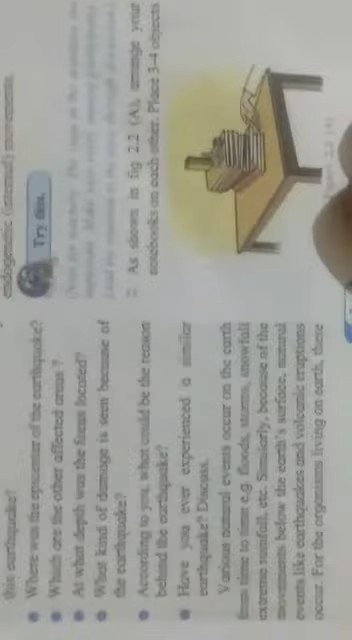 this earthquake?
Where was the epicenter of the earthquake?
Which are the other affected areas ?
At what depth was the focus located?
What kind of damage is seen because of
the earthquake?
According to you, what could be the reason
behind the earthquake?
Have you ever experienced a similar
earthquake? Discuss.
Various natural events occur on the earth
from time to time e.g. floods, storms, snowfall
extreme rainfall, etc. Similarly, because of the
movements below the earth's surface, natural
events like earthquakes and volcanic eruptions
occur. For the organisms living on earth, these
endogenetic (internal) movements.
Try this.
As shown in fig 2.2 (A), arrange your
notebooks on each other. Place 3-4 objects